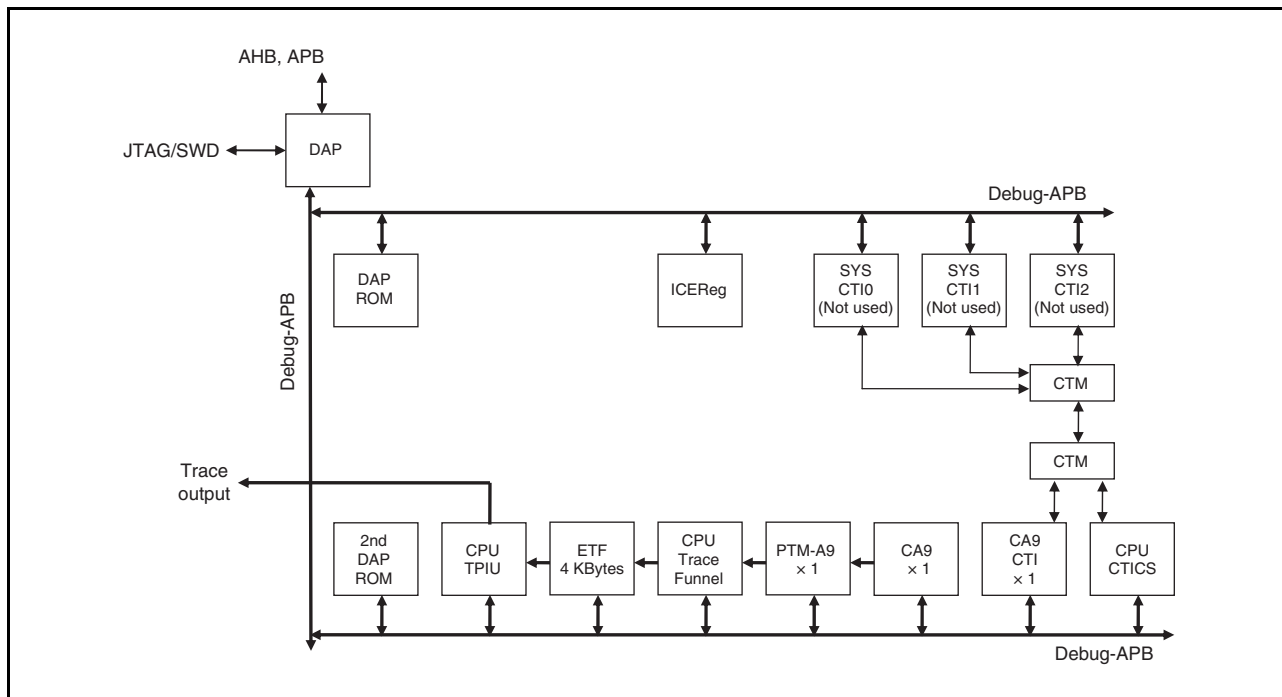 AHB, APB
JTAG/SWD
DAP
Debug-APB
DAP
ROM
ICEReg
SYS
CTI0
(Not used)
SYS
CTI1
(Not used)
SYS
CTI2
(Not used)
Debug-APB
CTM
CTM
Trace
output
2nd
DAP
ROM
CPU
TPIU
ETF
4 KBytes
CPU
Trace
Funnel
PTM-A9
× 1
CA9
× 1
CA9
CTI
× 1
CPU
CTICS
Debug-APB